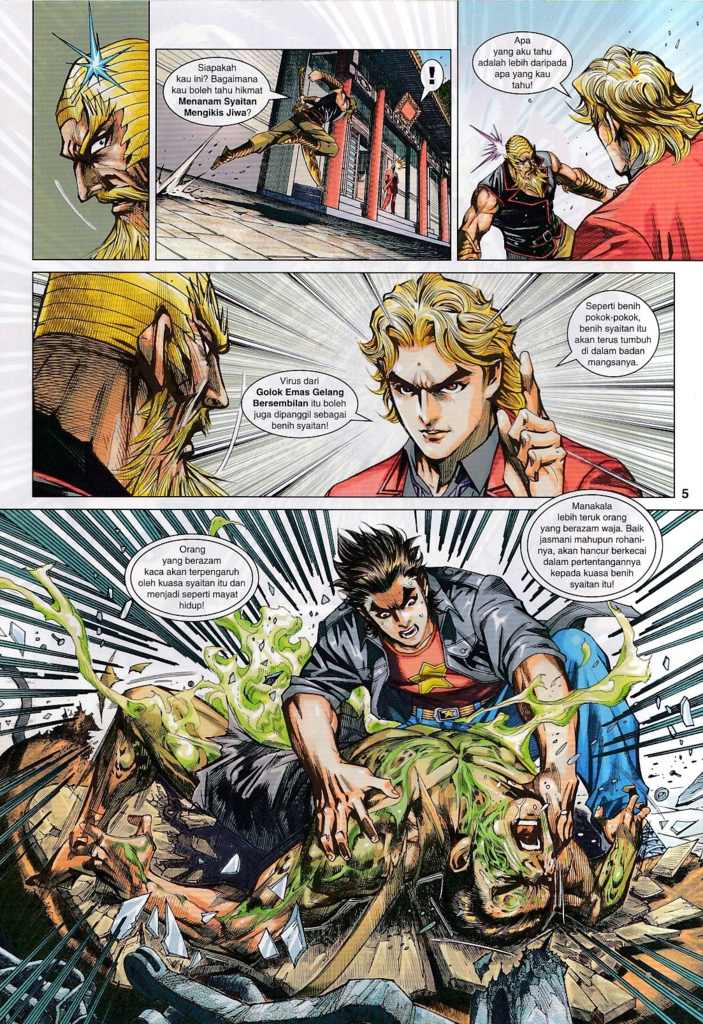 Siapakah
kau ini? Bagaimana
kau boleh tahu hikmat
Menanam Syaitan
Mengikis Jiwa?
!
Apa
yang aku tahu
adalah lebih daripada
apa yang kau
tahu!
Virus dari
Golok Emas Gelang
Bersembilan itu boleh
juga dipanggil sebagai
benih syaitan!
Seperti benih
pokok-pokok,
benih syaitan itu
akan terus tumbuh
di dalam badan
mangsanya.
5
Orang
yang berazam
kaca akan terpengaruh
oleh kuasa syaitan itu dan
menjadi seperti mayat
hidup!
Manakala
lebih teruk orang
yang berazam waja. Baik
jasmani mahupun rohani-
nya, akan hancur berkecai
dalam pertentangannya
kepada kuasa benih
syaitan itu!